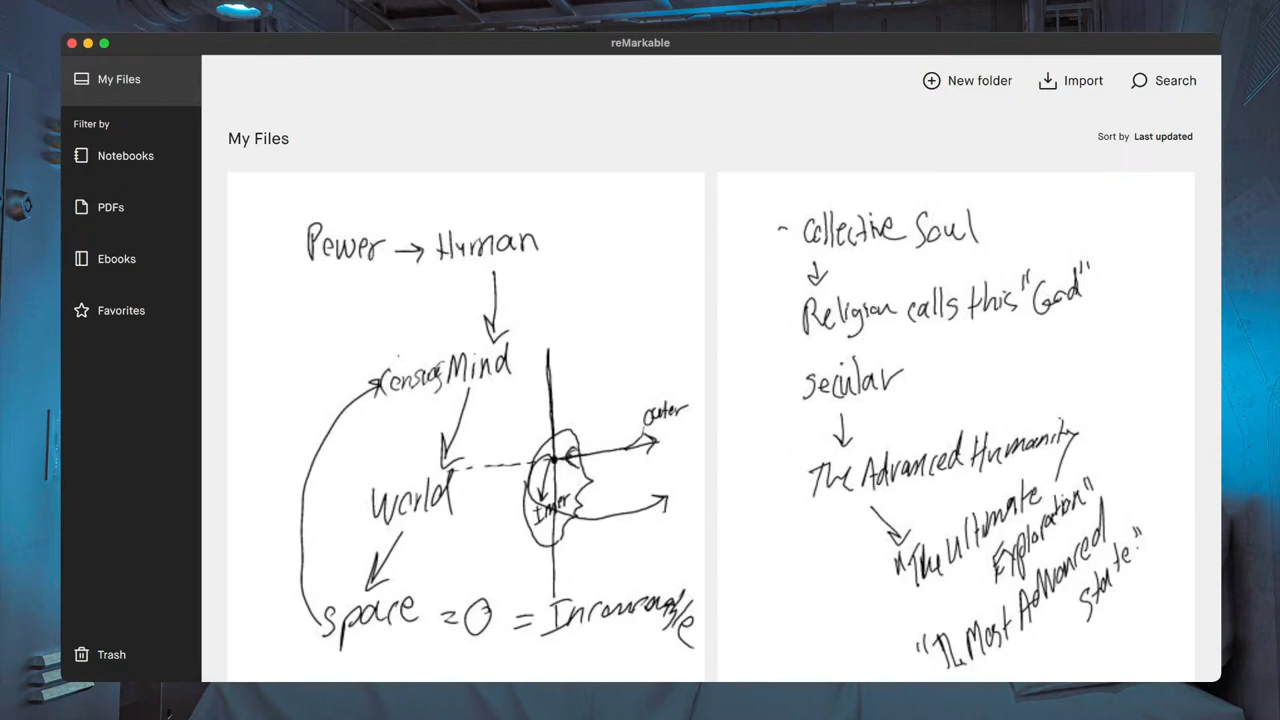 reMarkable
My Files
Filter by
Notebooks
PDFs
Ebooks
Favorites
Trash
New folder
Import
Search
My Files
Sort by Last updated
Power → Human
Mind
World
outer
Inner
space = 0 =
- Collective Soul
Religion calls this "God"
secular
The Advanced Humanity
"The Ultimate
Exploration"
"The Most Advanced
State"